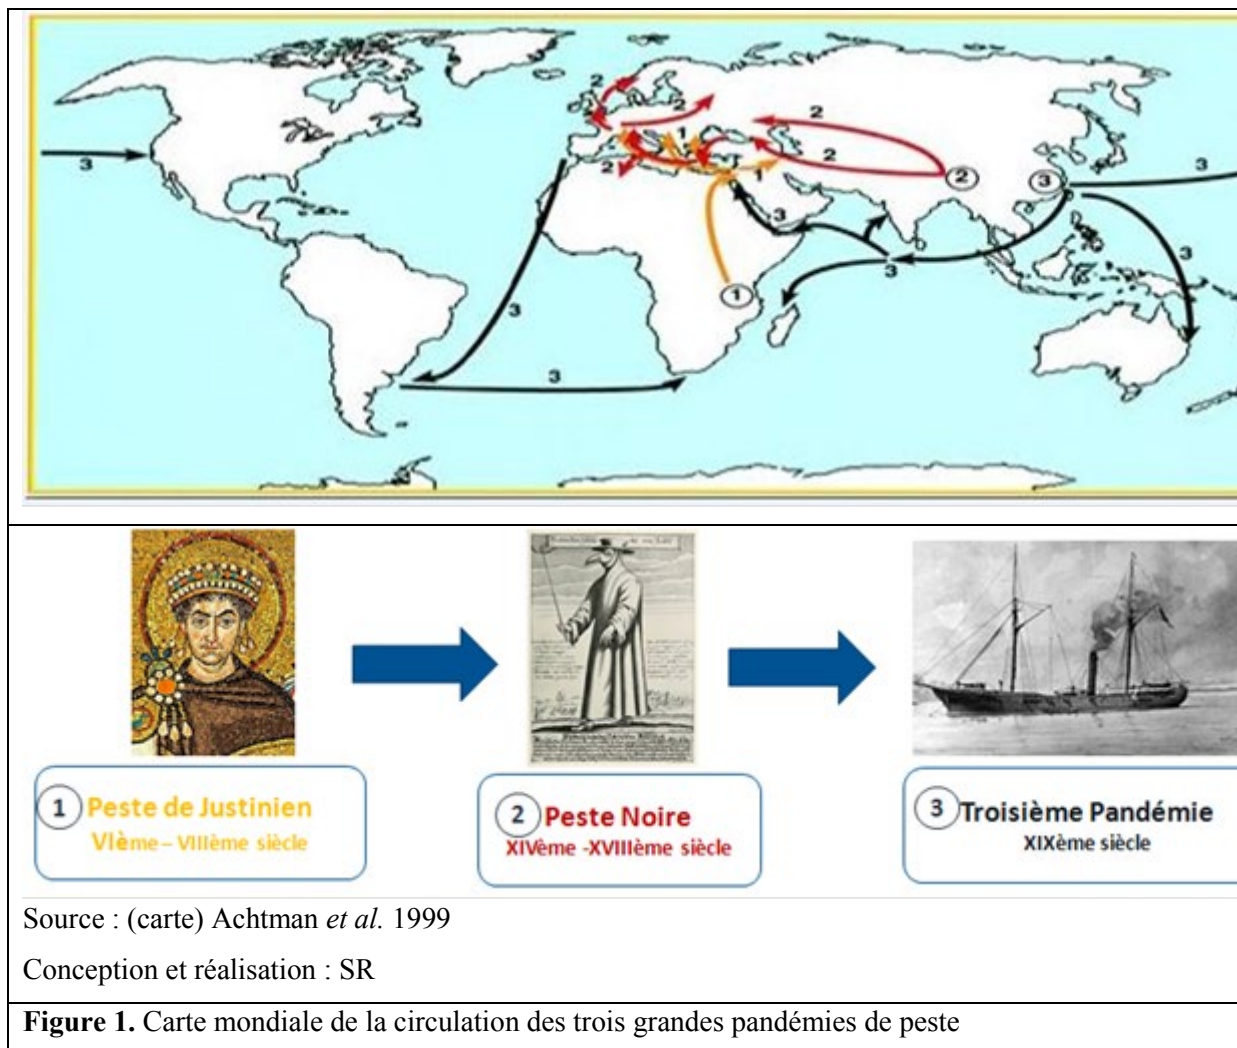 2
2
2
1
3
2
2
1
2
3
3
3
3
3
1
3
3
1 Peste de Justinien
VIème – VIIIème siècle
2 Peste Noire
XIVème -XVIIIème siècle
3 Troisième Pandémie
XIXème siècle
Source : (carte) Achtman et al. 1999
Conception et réalisation : SR
Figure 1. Carte mondiale de la circulation des trois grandes pandémies de peste